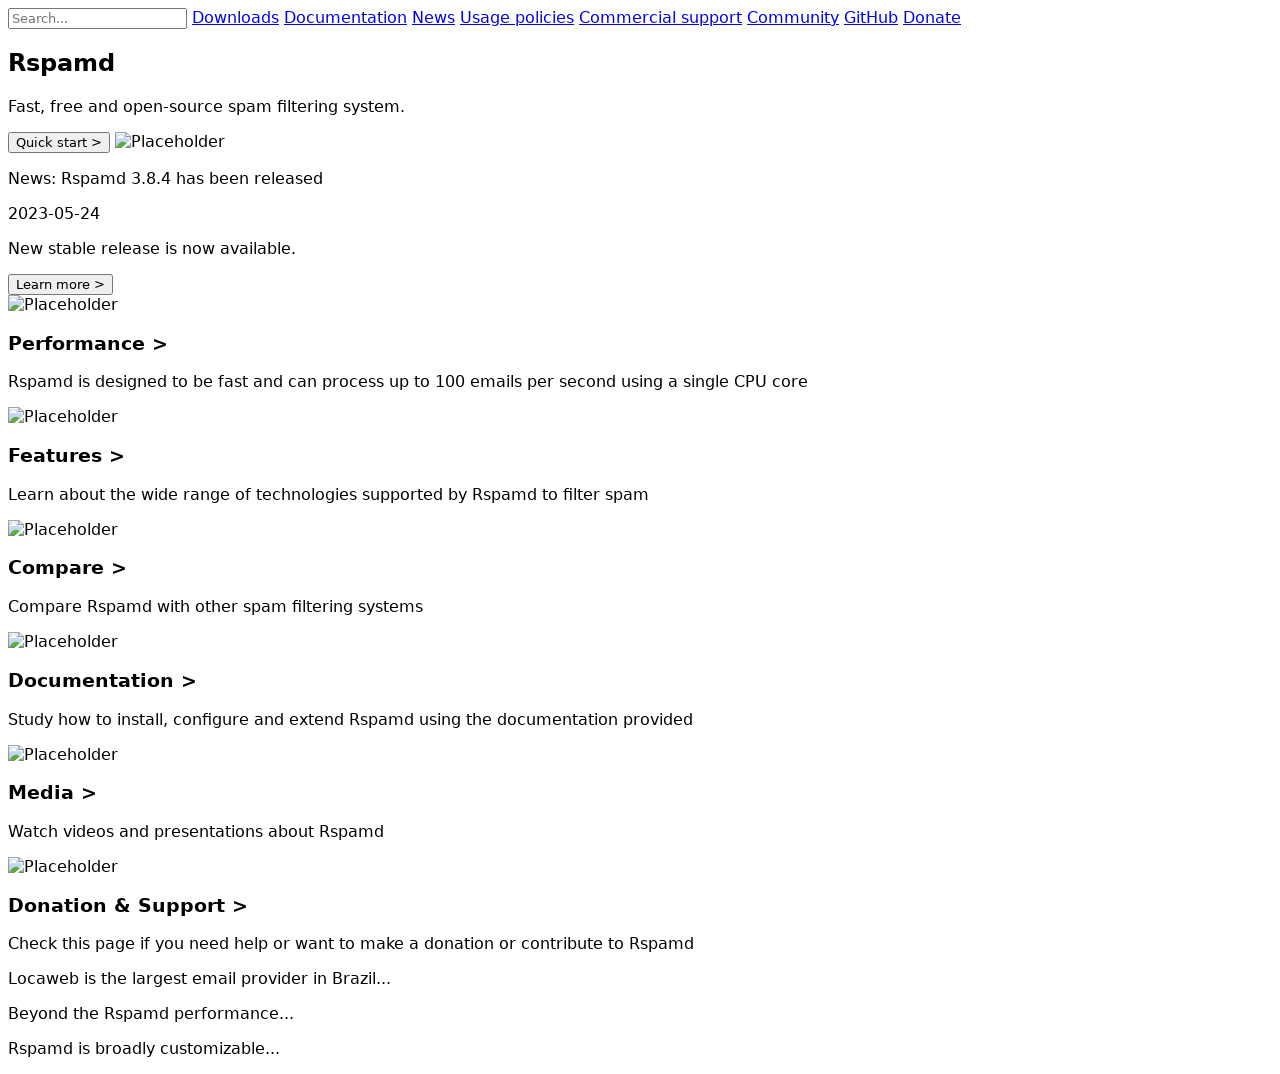 Search... Downloads Documentation News Usage policies Commercial support Community GitHub Donate
Rspamd
Fast, free and open-source spam filtering system.
Quick start > Placeholder
News: Rspamd 3.8.4 has been released
2023-05-24
New stable release is now available.
Learn more >
Placeholder
Performance >
Rspamd is designed to be fast and can process up to 100 emails per second using a single CPU core
Placeholder
Features >
Learn about the wide range of technologies supported by Rspamd to filter spam
Placeholder
Compare >
Compare Rspamd with other spam filtering systems
Placeholder
Documentation >
Study how to install, configure and extend Rspamd using the documentation provided
Placeholder
Media >
Watch videos and presentations about Rspamd
Placeholder
Donation & Support >
Check this page if you need help or want to make a donation or contribute to Rspamd
Locaweb is the largest email provider in Brazil...
Beyond the Rspamd performance...
Rspamd is broadly customizable...